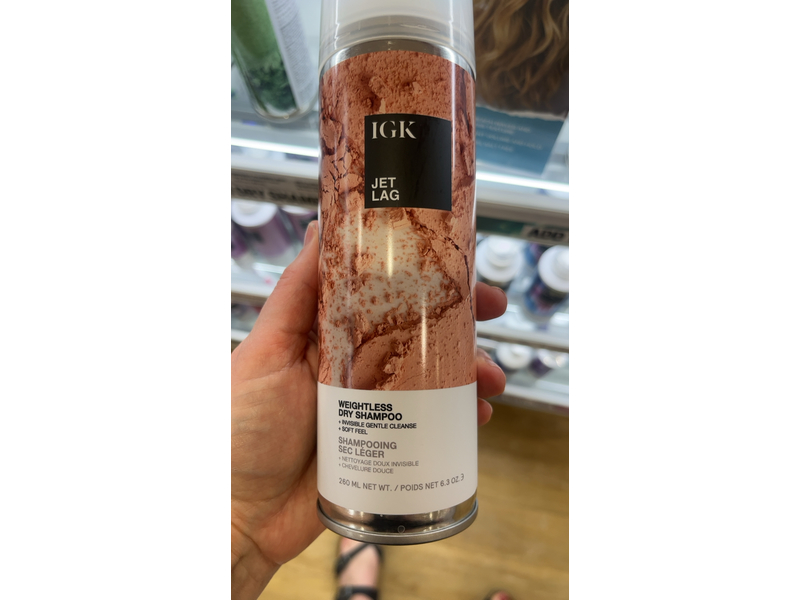 IGK
JET
LAG
WEIGHTLESS
DRY SHAMPOO
+ INVISIBLE GENTLE CLEANSE
+ SOFT FEEL
SHAMPOOING
SEC LÉGER
+ NETTOYAGE DOUX INVISIBLE
+ CHEVELURE DOUCE
260 ML NET WT. / POIDS NET 6.3 OZ.